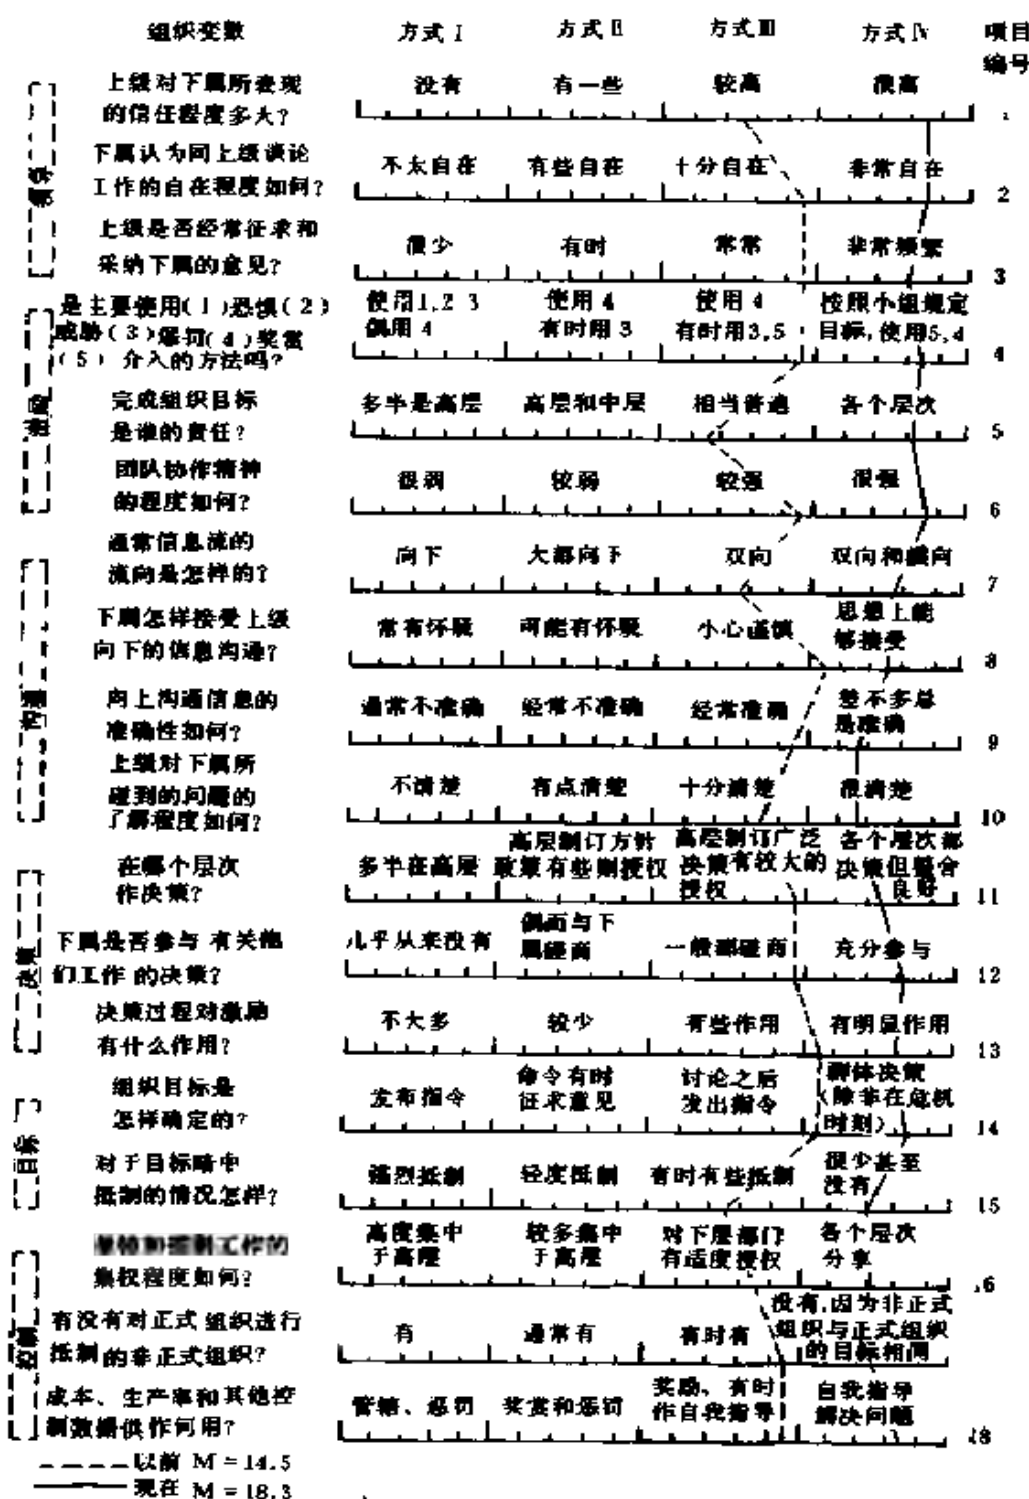 组织变数 方式 I 方式 II 方式 III 方式 IV 项目
编号
上级对下属所表现 没有 有一些 较高 很高
的信任程度多大? 1
下属认为同上级谈论 不太自在 有些自在 十分自在 非常自在
工作的自在程度如何? 2
领导
上级是否经常征求和 很少 有时 常常 非常频繁
采纳下属的意见? 3
是主要使用(1)恐惧(2) 使用1,2 3 使用 4 使用 4 按照小组规定
威胁(3)惩罚(4)奖赏 偶用 4 有时用 3 有时用3,5 目标,使用5,4
(5) 介入的方法吗? 4
完成组织目标 多半是高层 高层和中层 相当普遍 各个层次
是谁的责任? 5
团队协作精神 很弱 较弱 较强 很强
的程度如何? 6
通常信息流的 向下 大都向下 双向 双向和横向
流向是怎样的? 7
下属怎样接受上级 常有怀疑 可能有怀疑 小心谨慎 思想上能
够接受
向下的信息沟通? 8
沟通
向上沟通信息的 通常不准确 经常不准确 经常准确 差不多总
是准确
准确性如何? 9
上级对下属所 不清楚 有点清楚 十分清楚 很清楚
碰到的问题的
了解程度如何? 10
在哪个层次 多半在高层 高层制订方针 高层制订广泛 各个层次都
作决策? 政策有些则授权 决策有较大的 决策但整合
授权 良好
11
决策
下属是否参与 有关他 几乎从来没有 偶而与下 一般都磋商 充分参与
属磋商
们工作 的决策? 12
决策过程对激励 不大多 较少 有些作用 有明显作用
有什么作用? 13
组织目标是 发布指令 命令有时 讨论之后 群体决策
怎样确定的? 征求意见 发出指令 (除非在危机
时刻)
14
目标
对于目标暗中 强烈抵制 轻度抵制 有时有些抵制 很少甚至
抵制的情况怎样? 没有
15
高度集中 较多集中 对下层部门 各个层次
于高层 于高层 有适度授权 分享
集权程度如何? 16
控制
有没有对正式 组织进行 有 通常有 有时有 没有,因为非正式
抵制的非正式组织? 组织与正式组织
的目标相同
成本、生产率和其他控 管辖、惩罚 奖赏和惩罚 奖励、有时 自我指导
制数据供作何用? 作自我指导 解决问题
18
以前 M = 14.5
现在 M = 18.3